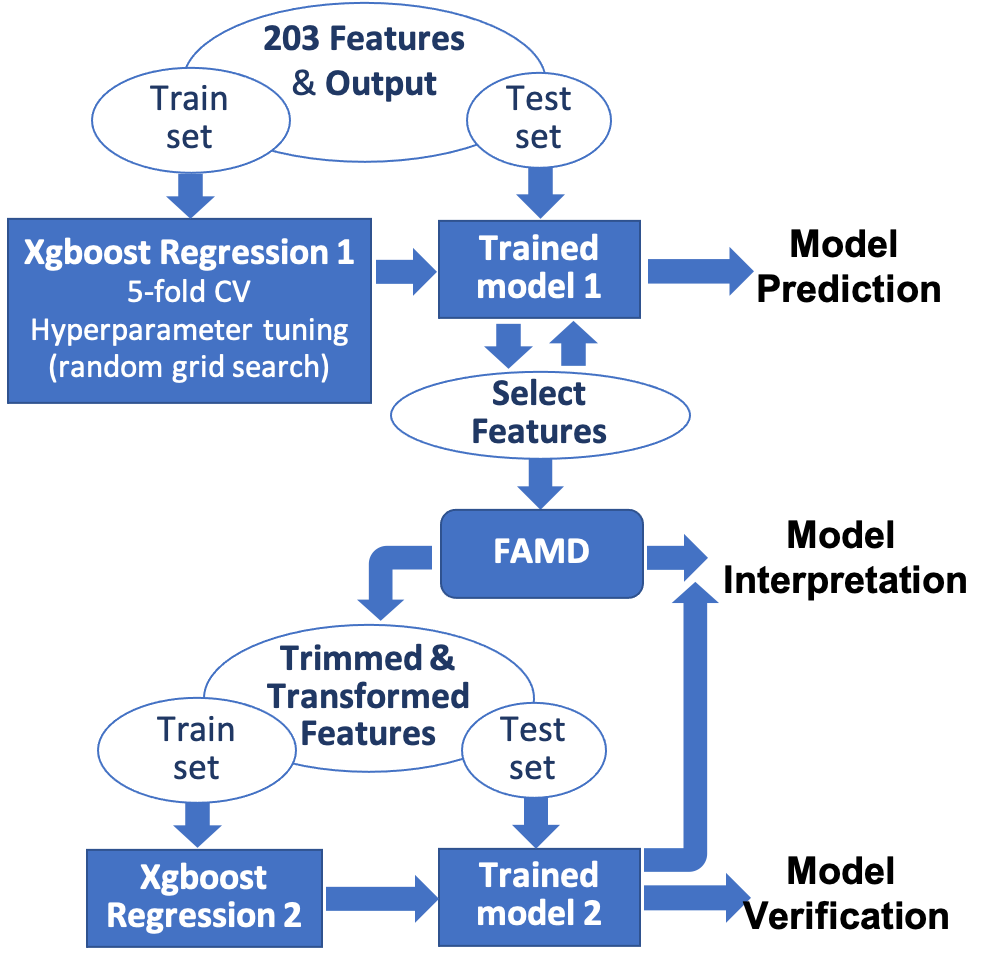 203 Features
& Output
Train
set
Test
set
Xgboost Regression 1
5-fold CV
Hyperparameter tuning
(random grid search)
Trained
model 1
Model
Prediction
Select
Features
FAMD
Model
Interpretation
Trimmed &
Transformed
Features
Train
set
Test
set
Xgboost
Regression 2
Trained
model 2
Model
Verification